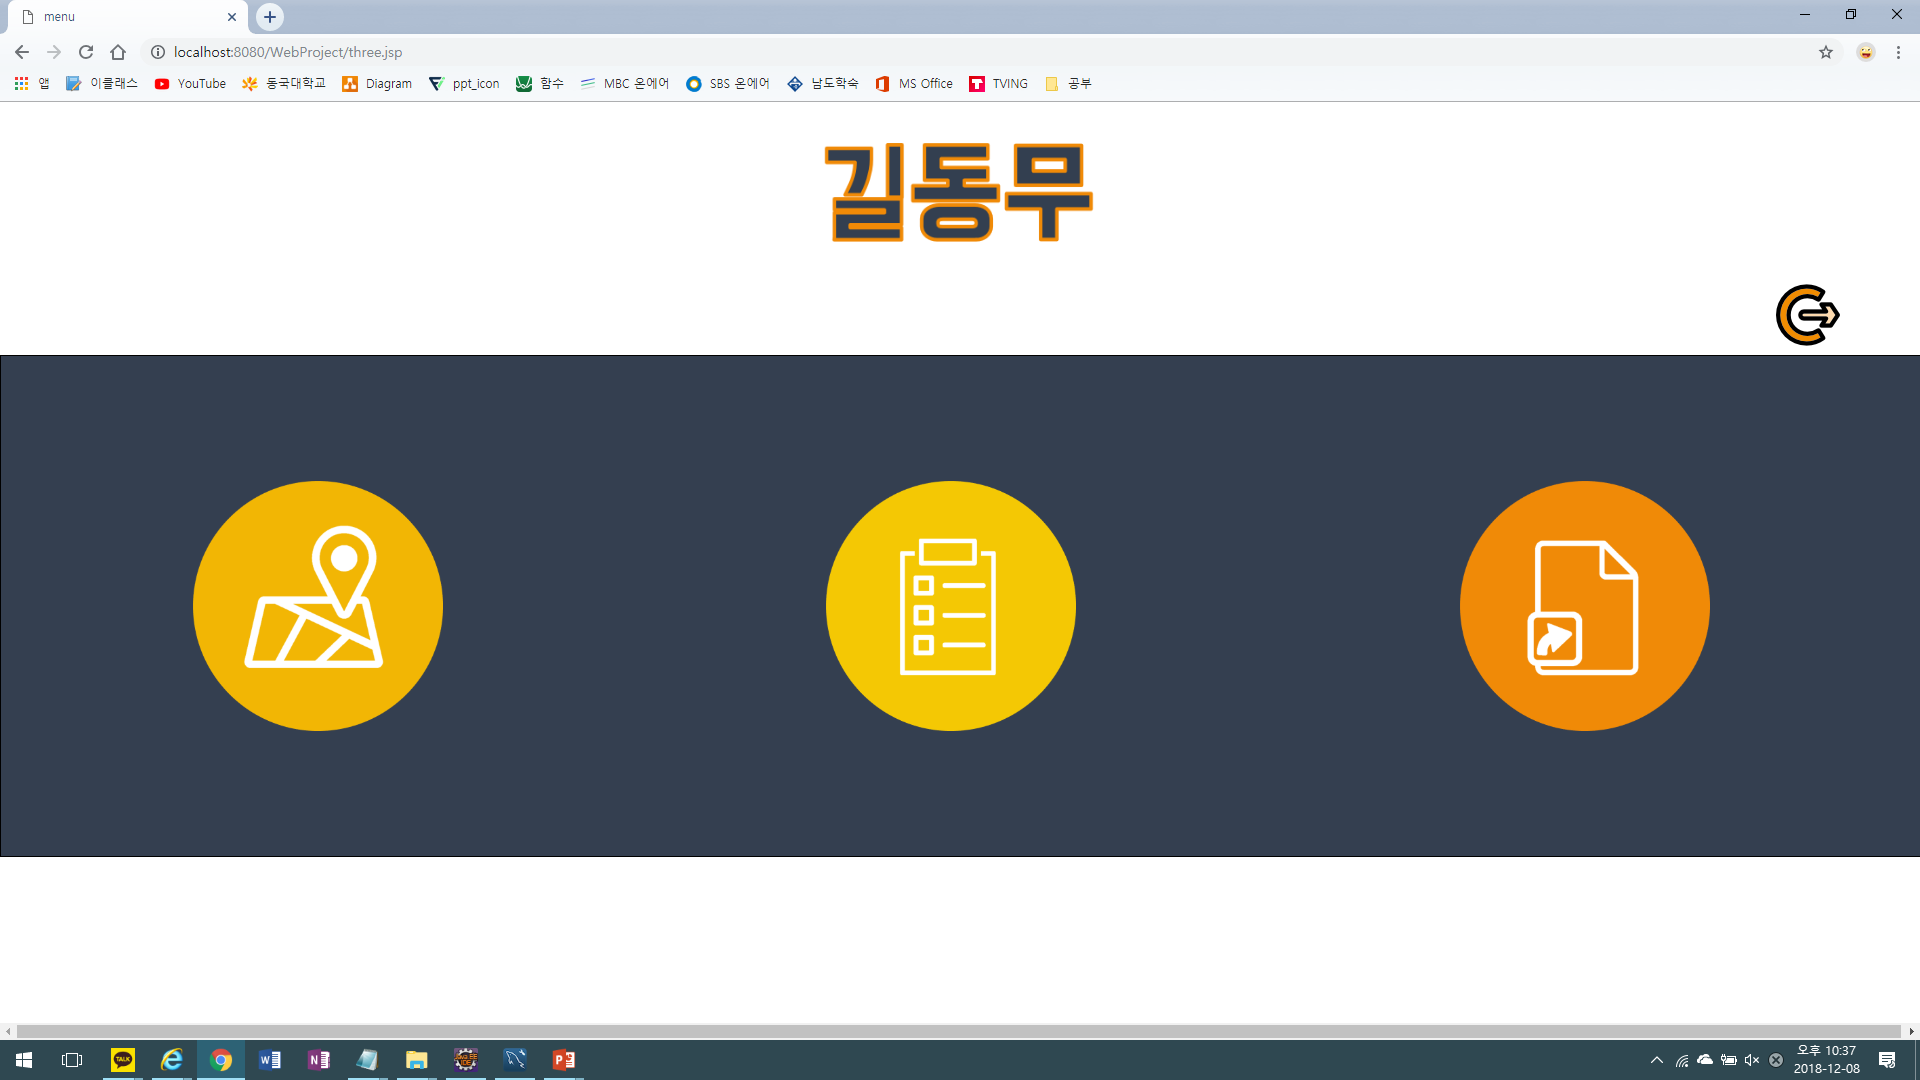 menu
localhost:8080/WebProject/three.jsp
앱 이클래스 YouTube 동국대학교 Diagram ppt_icon 함수 MBC 온에어 SBS 온에어 남도학숙 MS Office TVING 공부
길동무
오후 10:37
2018-12-08